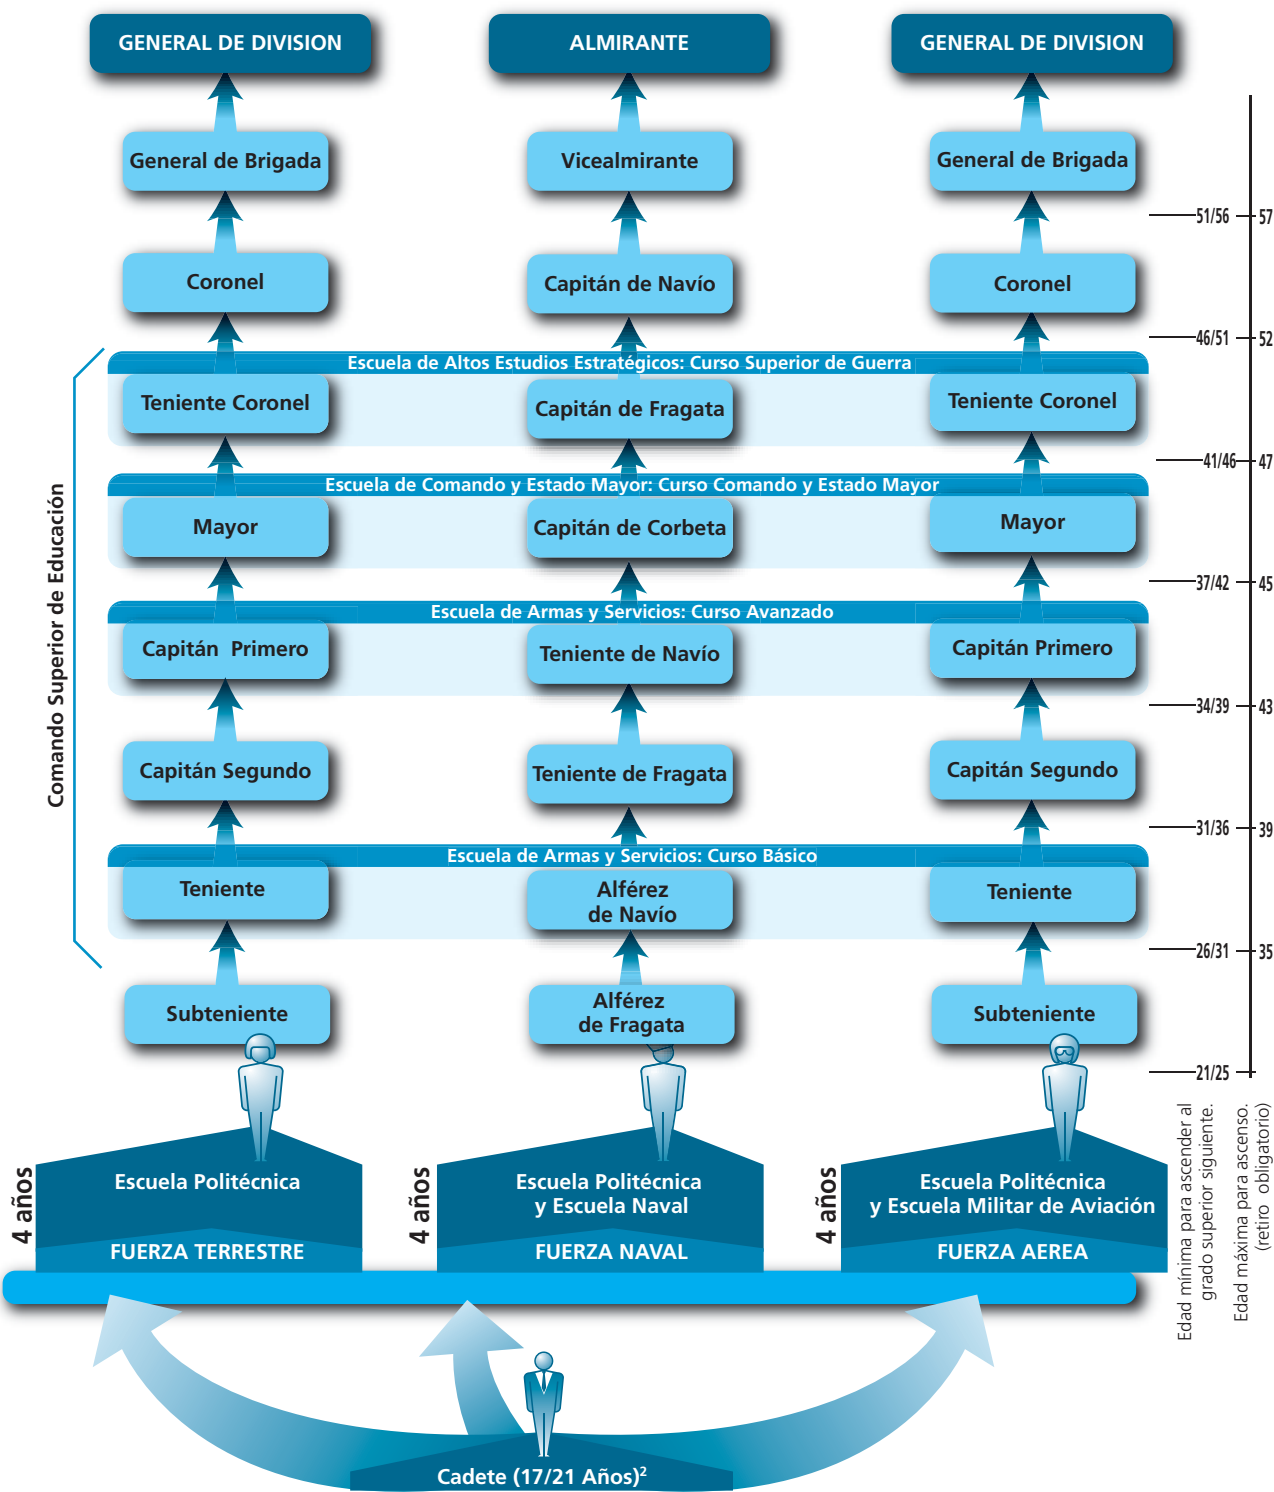 GENERAL DE DIVISION
ALMIRANTE
GENERAL DE DIVISION
General de Brigada
Vicealmirante
General de Brigada
51/56
57
Coronel
Capitán de Navío
Coronel
46/51
52
Escuela de Altos Estudios Estratégicos: Curso Superior de Guerra
Teniente Coronel
Capitán de Fragata
Teniente Coronel
41/46
47
Escuela de Comando y Estado Mayor: Curso Comando y Estado Mayor
Mayor
Capitán de Corbeta
Mayor
37/42
45
Escuela de Armas y Servicios: Curso Avanzado
Capitán Primero
Teniente de Navío
Capitán Primero
34/39
43
Capitán Segundo
Teniente de Fragata
Capitán Segundo
31/36
39
Escuela de Armas y Servicios: Curso Básico
Teniente
Alférez
de Navío
Teniente
26/31
35
Subteniente
Alférez
de Fragata
Subteniente
21/25
Comando Superior de Educación
Edad mínima para ascender al
grado superior siguiente.
Edad máxima para ascenso.
(retiro obligatorio)
4 años
Escuela Politécnica
FUERZA TERRESTRE
4 años
Escuela Politécnica
y Escuela Naval
FUERZA NAVAL
4 años
Escuela Politécnica
y Escuela Militar de Aviación
FUERZA AEREA
Cadete (17/21 Años)²